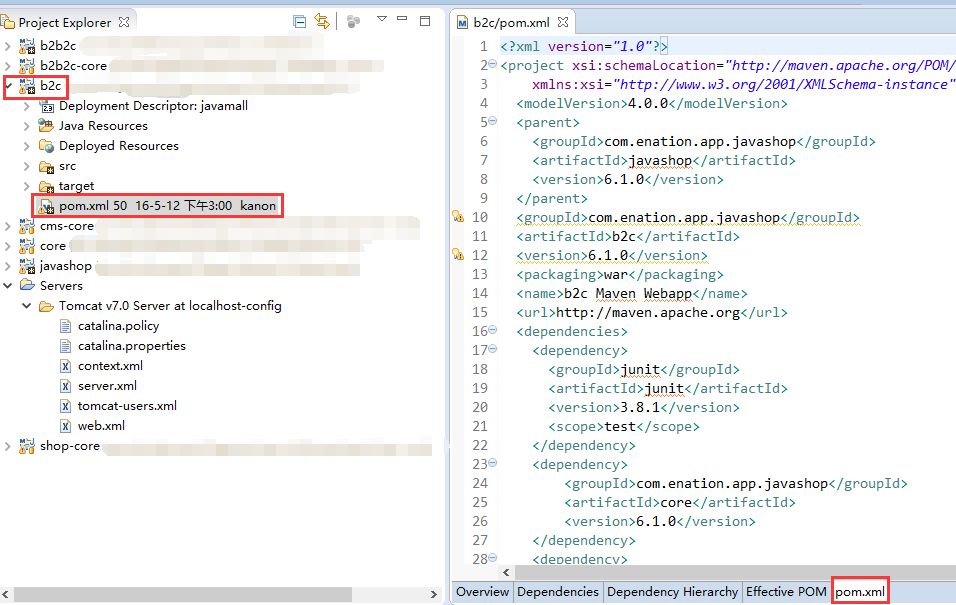 Project Explorer
b2b2c
b2b2c-core
b2c
Deployment Descriptor: javamall
Java Resources
Deployed Resources
src
target
pom.xml 50 16-5-12 下午3:00 kanon
cms-core
core
javashop
Servers
Tomcat v7.0 Server at localhost-config
catalina.policy
catalina.properties
context.xml
server.xml
tomcat-users.xml
web.xml
shop-core
b2c/pom.xml
1 <?xml version="1.0"?>
2 <project xsi:schemaLocation="http://maven.apache.org/POM/
3 xmlns:xsi="http://www.w3.org/2001/XMLSchema-instance"
4 <modelVersion>4.0.0</modelVersion>
5 <parent>
6 <groupId>com.enation.app.javashop</groupId>
7 <artifactId>javashop</artifactId>
8 <version>6.1.0</version>
9 </parent>
10 <groupId>com.enation.app.javashop</groupId>
11 <artifactId>b2c</artifactId>
12 <version>6.1.0</version>
13 <packaging>war</packaging>
14 <name>b2c Maven Webapp</name>
15 <url>http://maven.apache.org</url>
16 <dependencies>
17 <dependency>
18 <groupId>junit</groupId>
19 <artifactId>junit</artifactId>
20 <version>3.8.1</version>
21 <scope>test</scope>
22 </dependency>
23 <dependency>
24 <groupId>com.enation.app.javashop</groupId>
25 <artifactId>core</artifactId>
26 <version>6.1.0</version>
27 </dependency>
28 <dependency>
Overview Dependencies Dependency Hierarchy Effective POM pom.xml